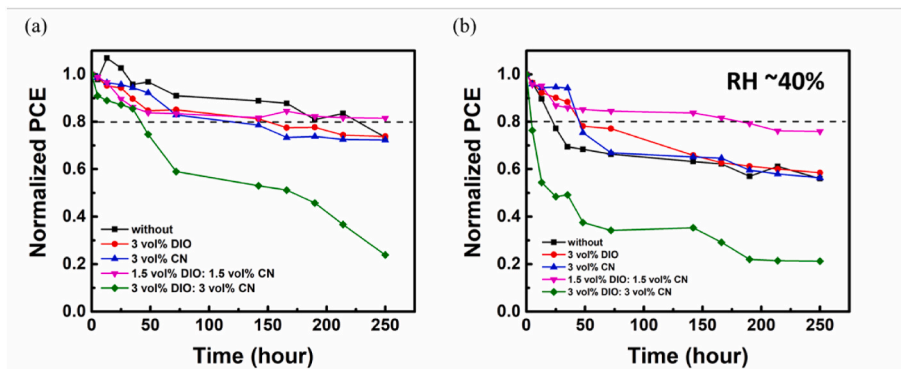 (a)
Normalized PCE
1.0
0.8
0.6
0.4
0.2
0.0
without
3 vol% DIO
3 vol% CN
1.5 vol% DIO: 1.5 vol% CN
3 vol% DIO: 3 vol% CN
0 50 100 150 200 250
Time (hour)
(b)
RH ~40%
Normalized PCE
1.0
0.8
0.6
0.4
0.2
0.0
without
3 vol% DIO
3 vol% CN
1.5 vol% DIO: 1.5 vol% CN
3 vol% DIO: 3 vol% CN
0 50 100 150 200 250
Time (hour)